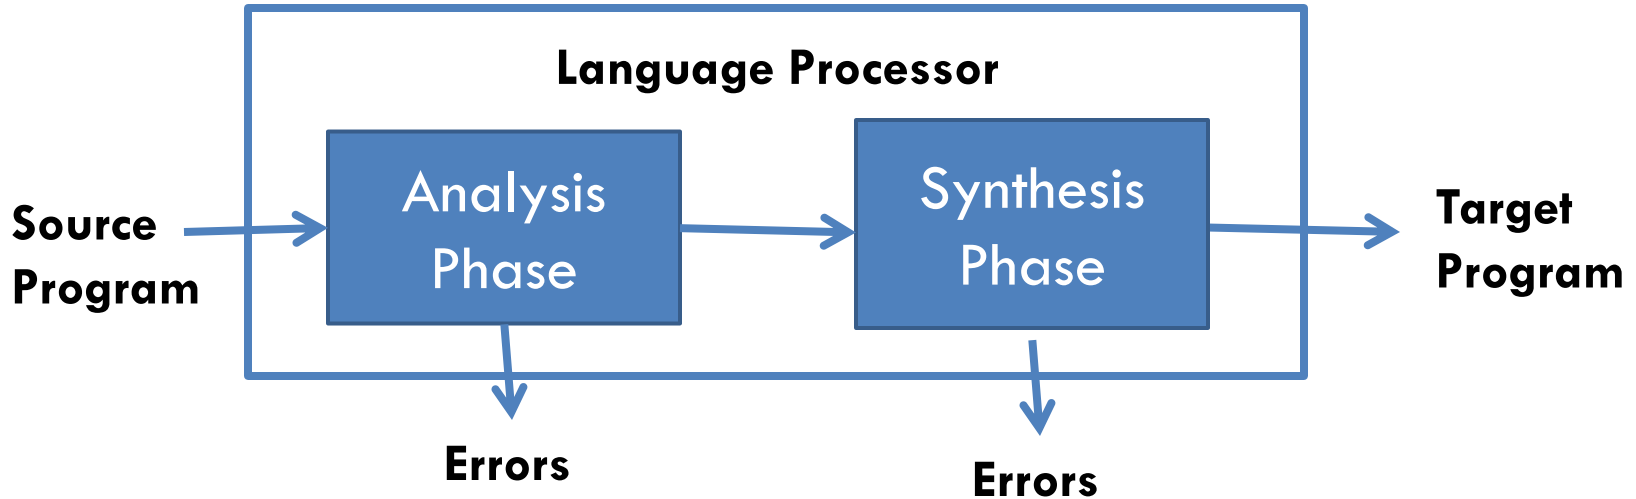 Language Processor
Source
Program
Analysis
Phase
Synthesis
Phase
Target
Program
Errors
Errors